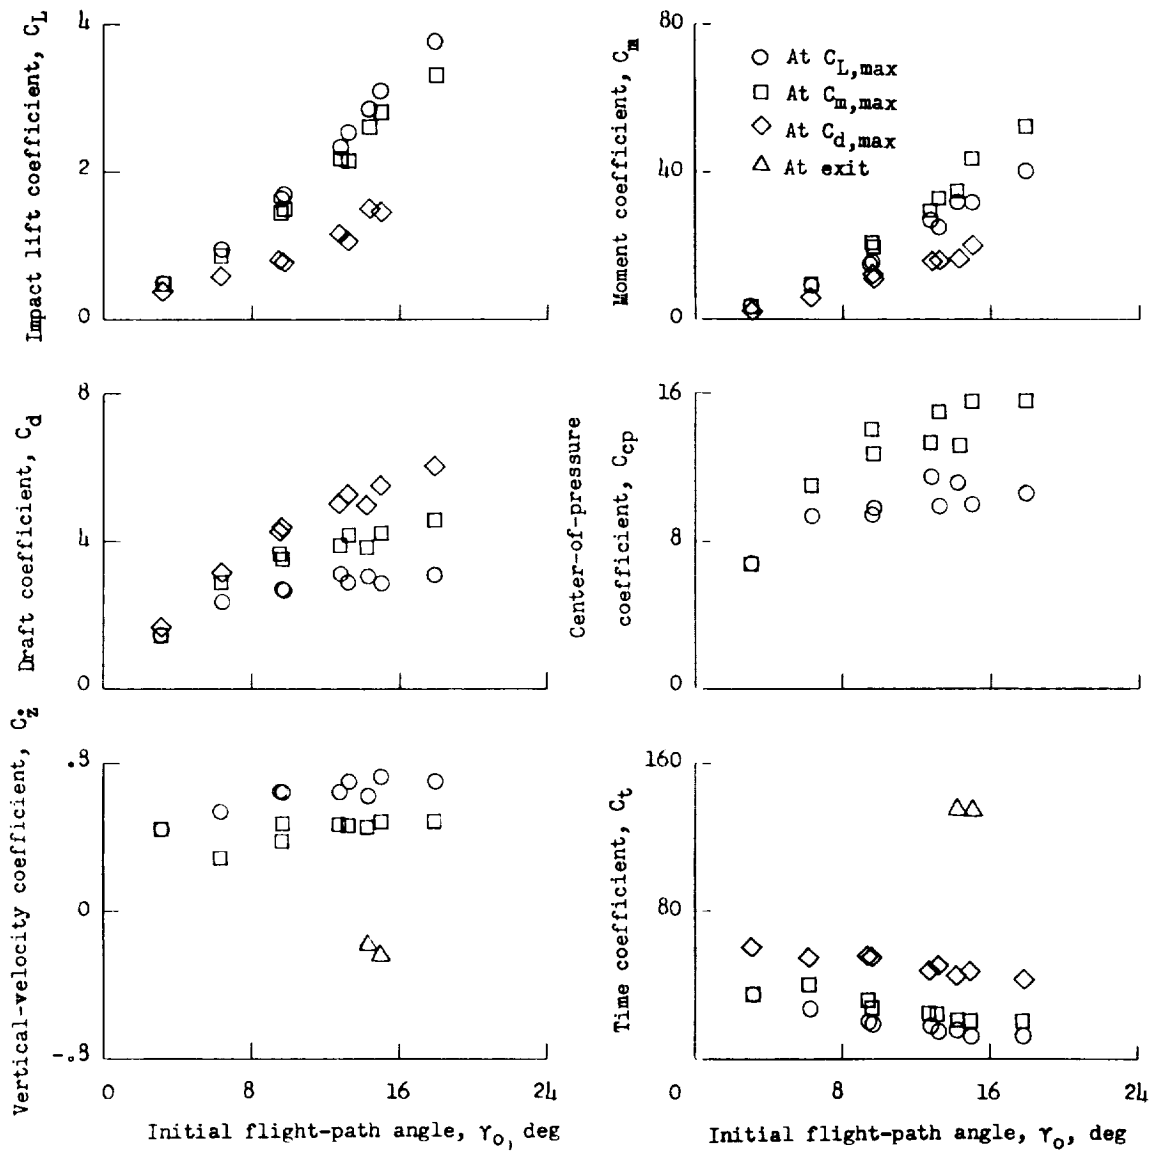 Impact lift coefficient, C_L
4
2
0
Moment coefficient, C_m
80
40
0
At C_L,max
At C_m,max
At C_d,max
At exit
Draft coefficient, C_d
8
4
0
Center-of-pressure
coefficient, C_cp
16
8
0
Vertical-velocity coefficient, C_ż
.8
0
-.8
0 8 16 24
Initial flight-path angle, γ_o, deg
Time coefficient, C_t
160
80
0 8 16 24
Initial flight-path angle, γ_o, deg